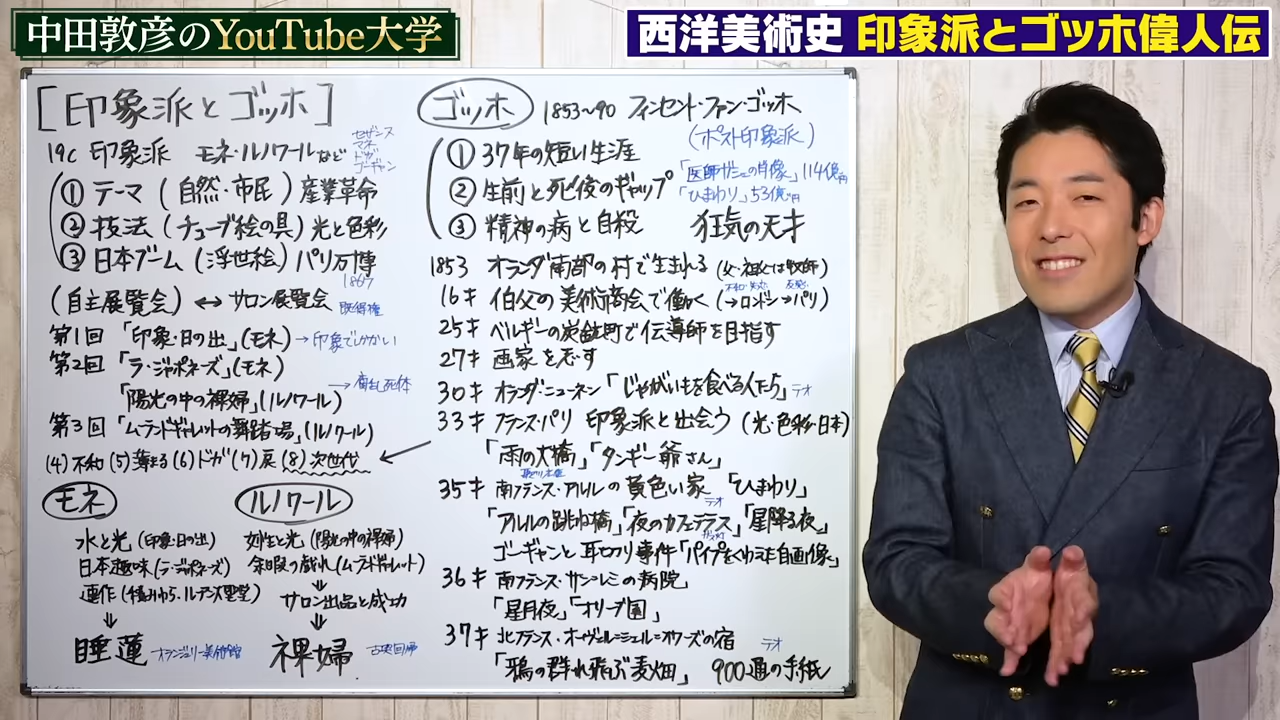 中田敦彦のYouTube大学
西洋美術史 印象派とゴッホ偉人伝
[印象派とゴッホ]
19c 印象派 モネ・ルノワールなど
セザンヌ
マネ
ドガ
ゴーギャン
① テーマ (自然・市民) 産業革命
② 技法 (チューブ絵の具) 光と色彩
③ 日本ブーム (浮世絵) パリ万博
1867
(自主展覧会) ↔ サロン展覧会
既得権
第1回 「印象・日の出」(モネ) →印象でしかない
第2回 「ラ・ジャポネーズ」(モネ)
「陽光の中の裸婦」(ルノワール)
→腐乱死体
第3回 「ムーランド・ギャレットの舞踏場」(ルノワール)
(4)不和 (5)薄まる (6)ドガ (7)戻 (8)次世代
モネ
水と光 (印象・日の出)
日本趣味 (ラ・ジャポネーズ)
連作 (積みわら・ルアン大聖堂)
⇓
睡蓮 -オランジュリー美術館
ルノワール
女性と光 (陽光の中の裸婦)
余暇の戯れ (ムーランドギャレット)
⇓
サロン出品と成功
⇓
裸婦 古典回帰
ゴッホ 1853〜90 フィンセント・ファン・ゴッホ
(ポスト印象派)
① 37年の短い生涯
② 生前と死後のギャップ
「医師ガシェの肖像」114億円
「ひまわり」53億円
③ 精神の病と自殺 狂気の天才
1853 オランダ南部の村で生まれる (父・祖父は牧師)
16才 伯父の美術商会で働く (→ロンドン→パリ)
不和・失恋
25才 ベルギーの炭鉱町で伝導師を目指す
27才 画家を志す
30才 オランダ・ニューネン「じゃがいもを食べる人たち」テオ
33才 フランス・パリ 印象派と出会う (光・色彩・日本)
「雨の大橋」「タンギー爺さん」
35才 南フランス・アルルの黄色い家 「ひまわり」
テオ
「アルルの跳ね橋」「夜のカフェテラス」「星降る夜」
ゴーギャンと耳切り事件「パイプをくわえた自画像」
36才 南フランス・サン=レミの病院
「星月夜」「オリーブ園」
37才 北フランス・オーヴェル=シュル=オワーズの宿
テオ
「鴉の群れ飛ぶ麦畑」 900通の手紙